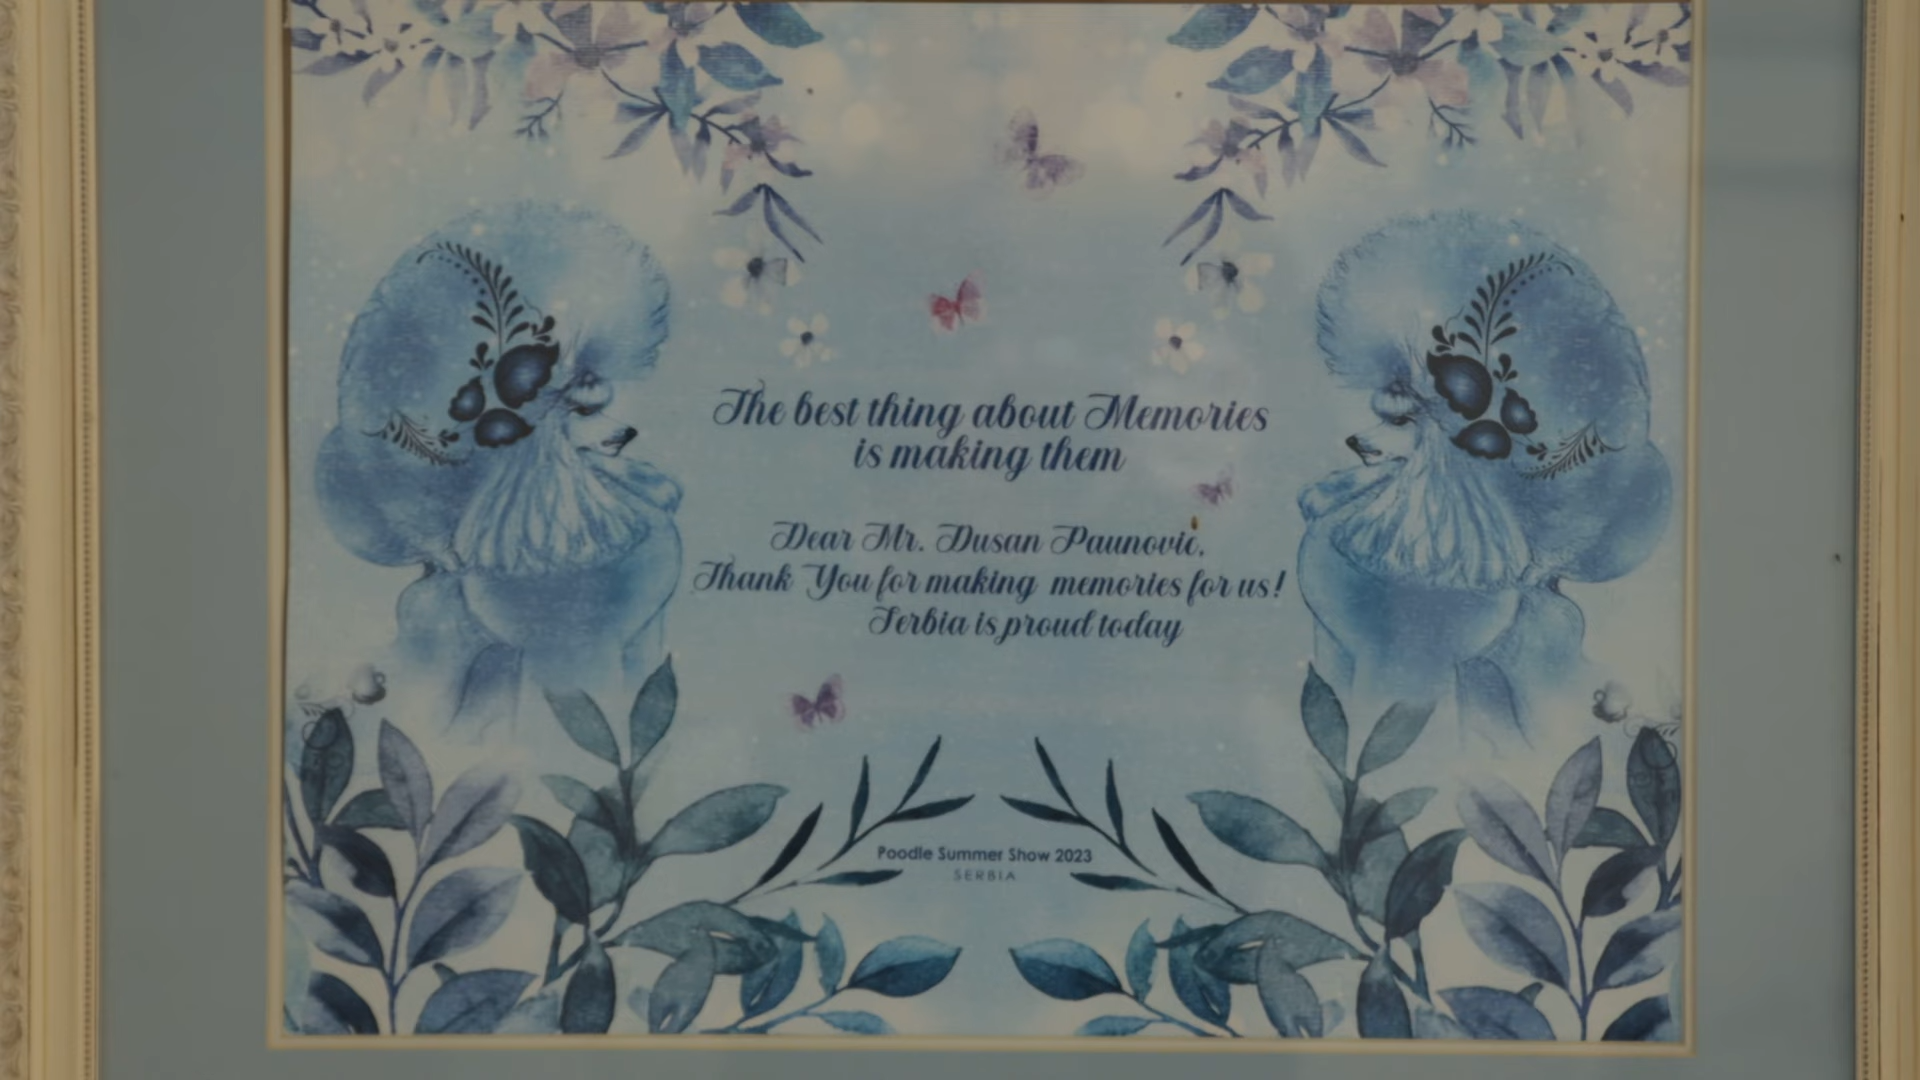 The best thing about Memories
is making them
Dear Mr. Dusan Paunovic,
Thank You for making memories for us!
Serbia is proud today
Poodle Summer Show 2023
SERBIA